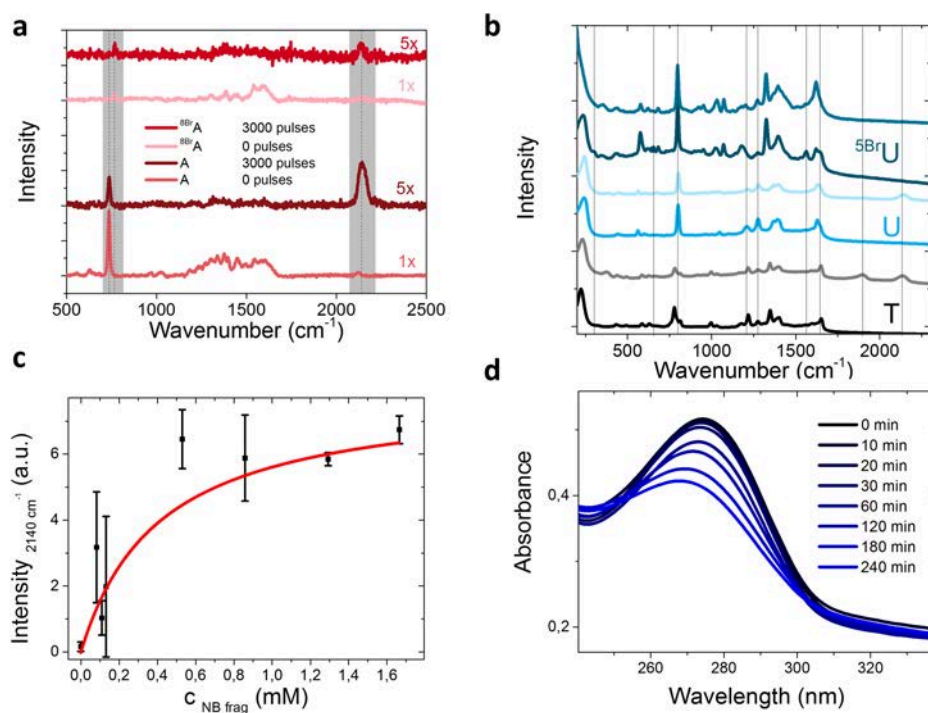 a
Intensity
5x
1x
8BrA 3000 pulses
8BrA 0 pulses
A 3000 pulses
A 0 pulses
5x
1x
500 1000 1500 2000 2500
Wavenumber (cm-1)
b
Intensity
5BrU
U
T
500 1000 1500 2000
Wavenumber (cm-1)
c
Intensity 2140 cm-1 (a.u.)
6
4
2
0
0,0 0,2 0,4 0,6 0,8 1,0 1,2 1,4 1,6
c NB frag (mM)
d
Absorbance
0,4
0,2
0 min
10 min
20 min
30 min
60 min
120 min
180 min
240 min
260 280 300 320
Wavelength (nm)